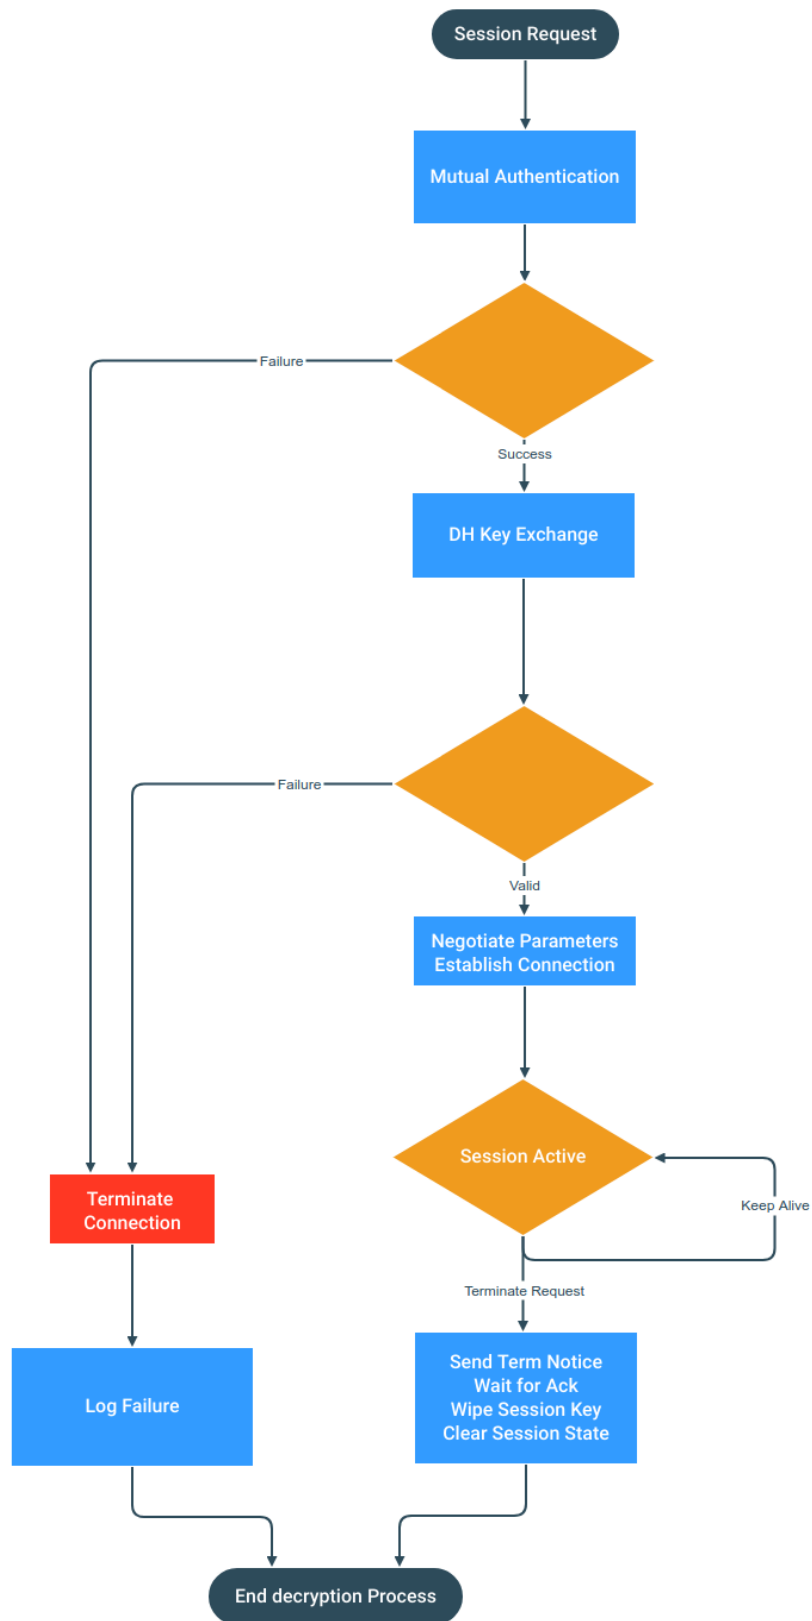 Session Request
Mutual Authentication
Failure
Success
DH Key Exchange
Failure
Valid
Negotiate Parameters
Establish Connection
Session Active
Keep Alive
Terminate
Connection
Terminate Request
Send Term Notice
Wait for Ack
Wipe Session Key
Clear Session State
Log Failure
End decryption Process